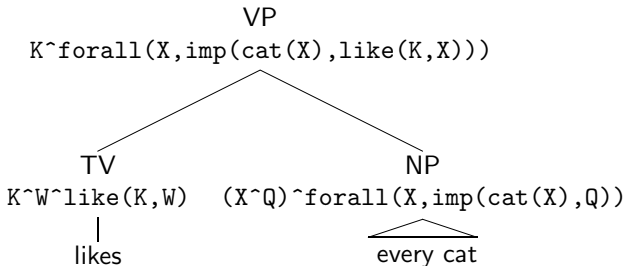 VP
K^forall(X,imp(cat(X),like(K,X)))
TV NP
K^W^like(K,W) (X^Q)^forall(X,imp(cat(X),Q))
likes every cat